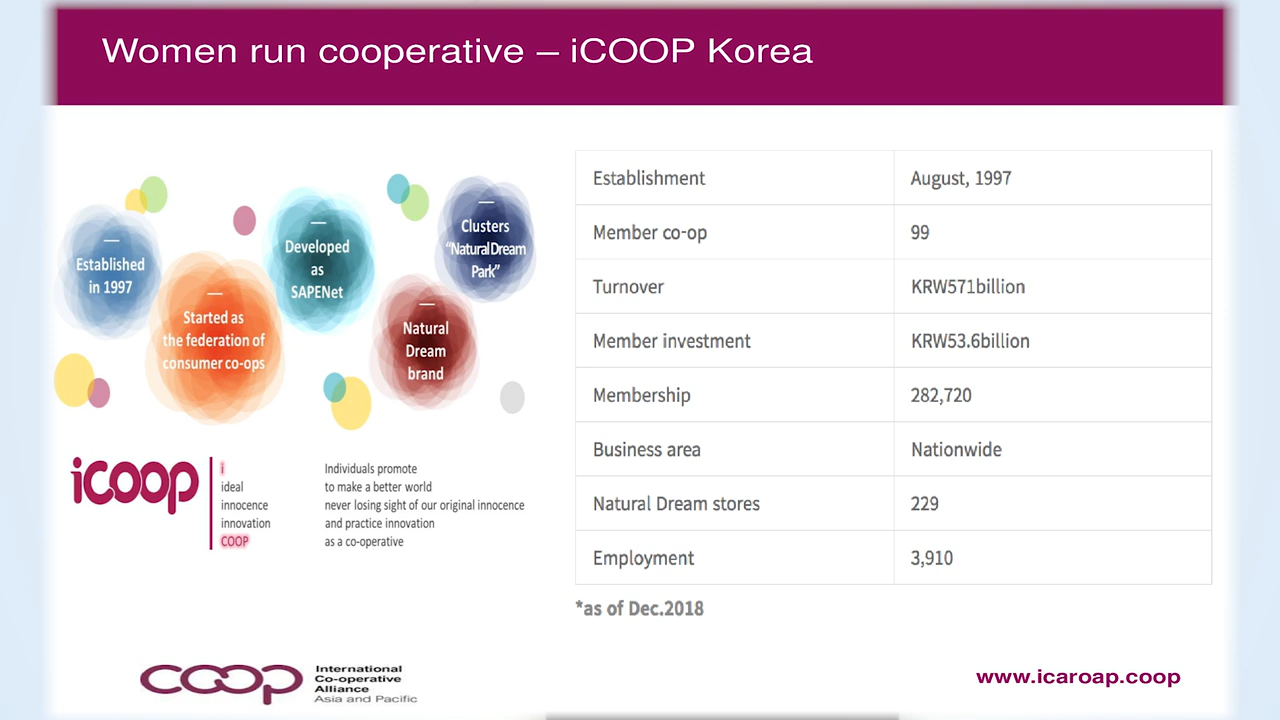 Women run cooperative – iCOOP Korea
Established
in 1997
Started as
the federation of
consumer co-ops
Developed
as
SAPENet
Natural
Dream
brand
Clusters
“Natural Dream
Park”
icoop
i
ideal
innocence
innovation
COOP
Individuals promote
to make a better world
never losing sight of our original innocence
and practice innovation
as a co-operative
Establishment August, 1997
Member co-op 99
Turnover KRW571billion
Member investment KRW53.6billion
Membership 282,720
Business area Nationwide
Natural Dream stores 229
Employment 3,910
*as of Dec.2018
coop
International
Co-operative
Alliance
Asia and Pacific
www.icaroap.coop